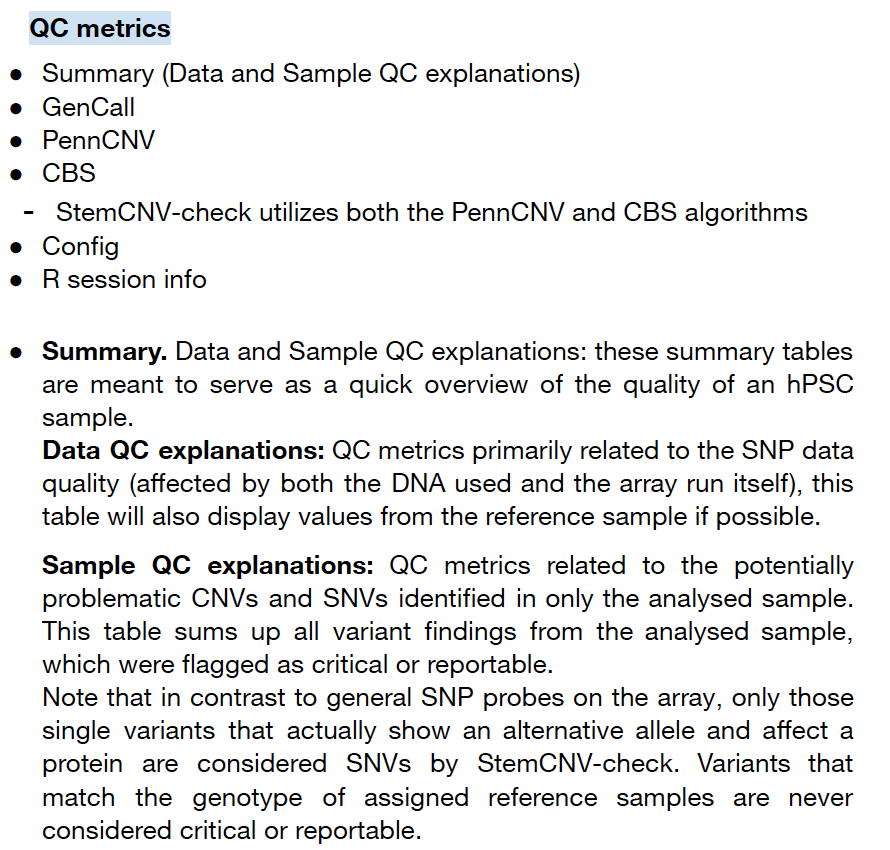 QC metrics
● Summary (Data and Sample QC explanations)
● GenCall
● PennCNV
● CBS
- StemCNV-check utilizes both the PennCNV and CBS algorithms
● Config
● R session info
● Summary. Data and Sample QC explanations: these summary tables
are meant to serve as a quick overview of the quality of an hPSC
sample.
Data QC explanations: QC metrics primarily related to the SNP data
quality (affected by both the DNA used and the array run itself), this
table will also display values from the reference sample if possible.
Sample QC explanations: QC metrics related to the potentially
problematic CNVs and SNVs identified in only the analysed sample.
This table sums up all variant findings from the analysed sample,
which were flagged as critical or reportable.
Note that in contrast to general SNP probes on the array, only those
single variants that actually show an alternative allele and affect a
protein are considered SNVs by StemCNV-check. Variants that
match the genotype of assigned reference samples are never
considered critical or reportable.